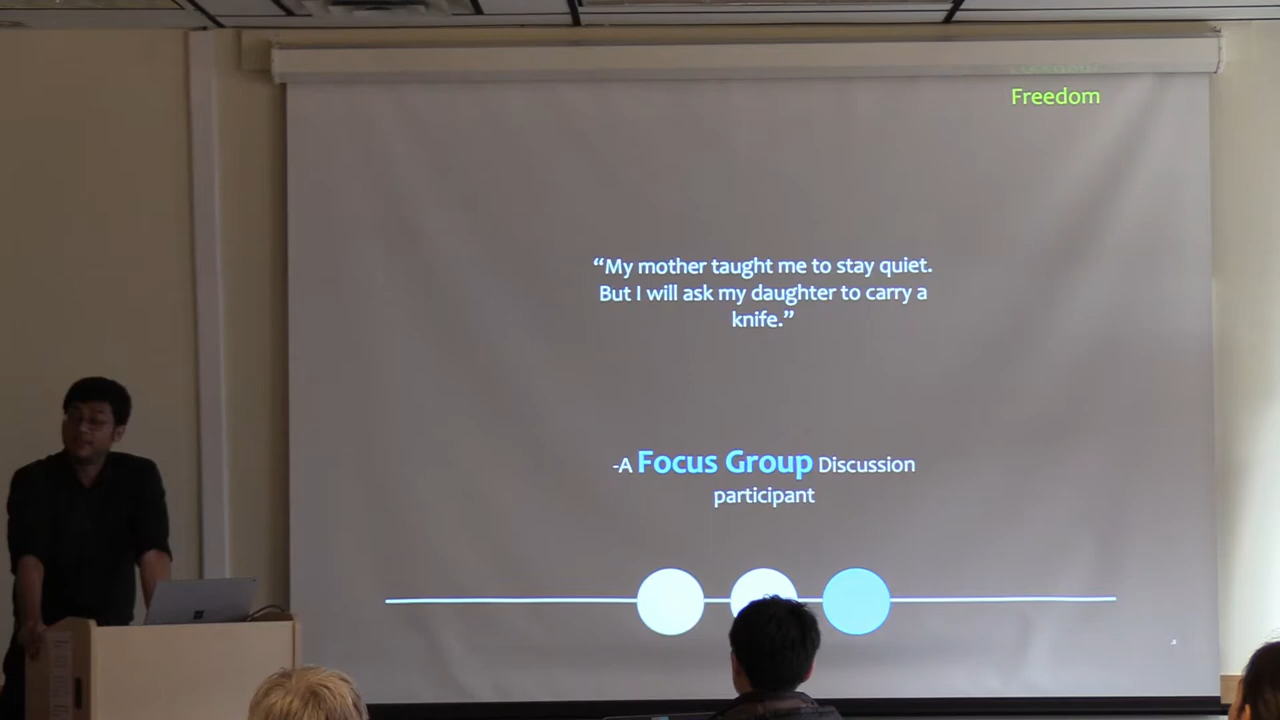 Freedom
“My mother taught me to stay quiet.
But I will ask my daughter to carry a
knife.”
-A Focus Group Discussion
participant